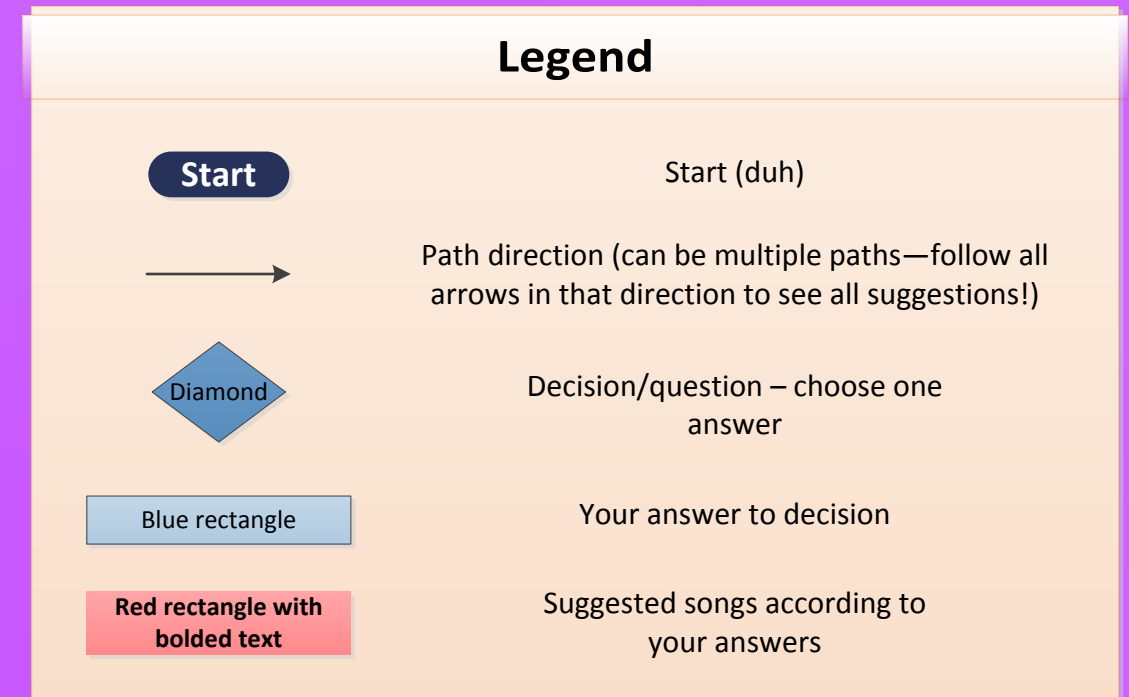 Legend
Start
Start (duh)
Path direction (can be multiple paths—follow all
arrows in that direction to see all suggestions!)
Diamond
Decision/question – choose one
answer
Blue rectangle
Your answer to decision
Red rectangle with
bolded text
Suggested songs according to
your answers